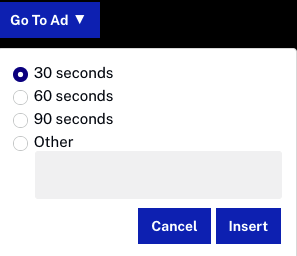 Go To Ad ▼
30 seconds
60 seconds
90 seconds
Other
Cancel Insert